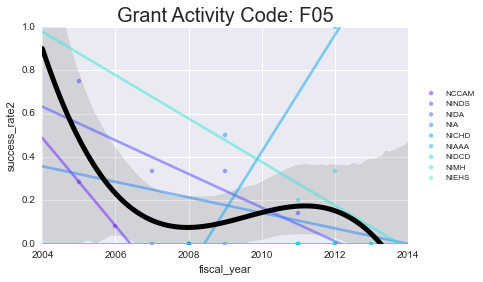 Grant Activity Code: F05
1.0
0.8
0.6
0.4
0.2
0.0
success_rate2
2004 2006 2008 2010 2012 2014
fiscal_year
NCCAM
NINDS
NIDA
NIA
NICHD
NIAAA
NIDCD
NIMH
NIEHS